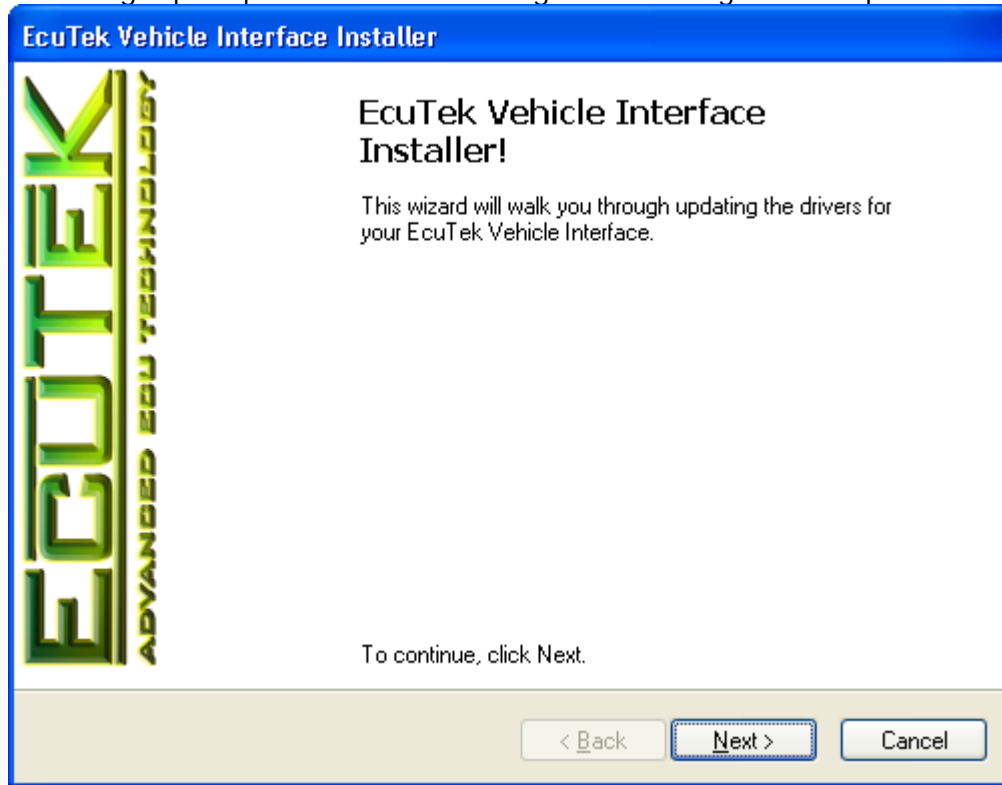 EcuTek Vehicle Interface Installer
ECUTEK
ADVANCED ECU TECHNOLOGY
EcuTek Vehicle Interface
Installer!
This wizard will walk you through updating the drivers for
your EcuTek Vehicle Interface.
To continue, click Next.
< Back Next > Cancel